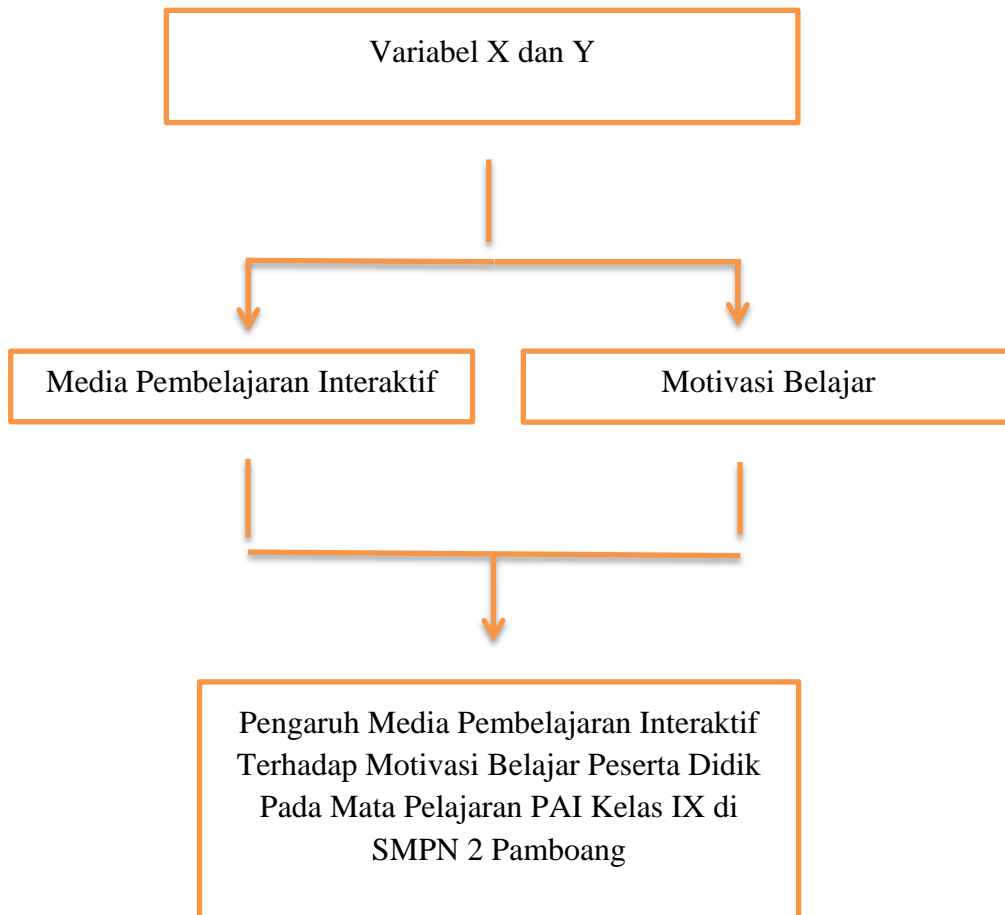 Variabel X dan Y
Media Pembelajaran Interaktif
Motivasi Belajar
Pengaruh Media Pembelajaran Interaktif
Terhadap Motivasi Belajar Peserta Didik
Pada Mata Pelajaran PAI Kelas IX di
SMPN 2 Pamboang